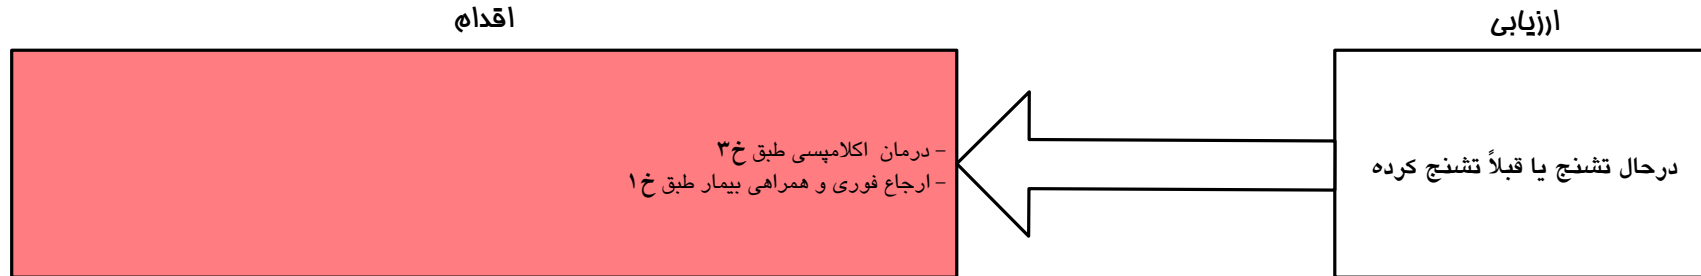 ارزیابی
اقدام
درحال تشنج یا قبلاً تشنج کرده
- درمان اکلامپسی طبق خ۳
- ارجاع فوری و همراهی بیمار طبق خ۱